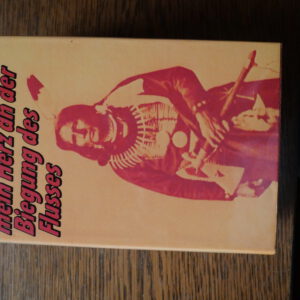 mein Herz an der
Biegung des
Flusses